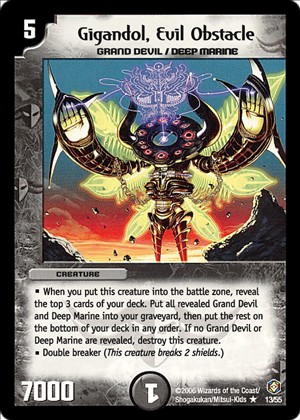 5
Gigandol, Evil Obstacle
GRAND DEVIL / DEEP MARINE
CREATURE
▪ When you put this creature into the battle zone, reveal
the top 3 cards of your deck. Put all revealed Grand Devil
and Deep Marine into your graveyard, then put the rest on
the bottom of your deck in any order. If no Grand Devil or
Deep Marine are revealed, destroy this creature.
▪ Double breaker (This creature breaks 2 shields.)
7000
1
©2006 Wizards of the Coast/
Shogakukan/Mitsui-Kids ★ 13/55